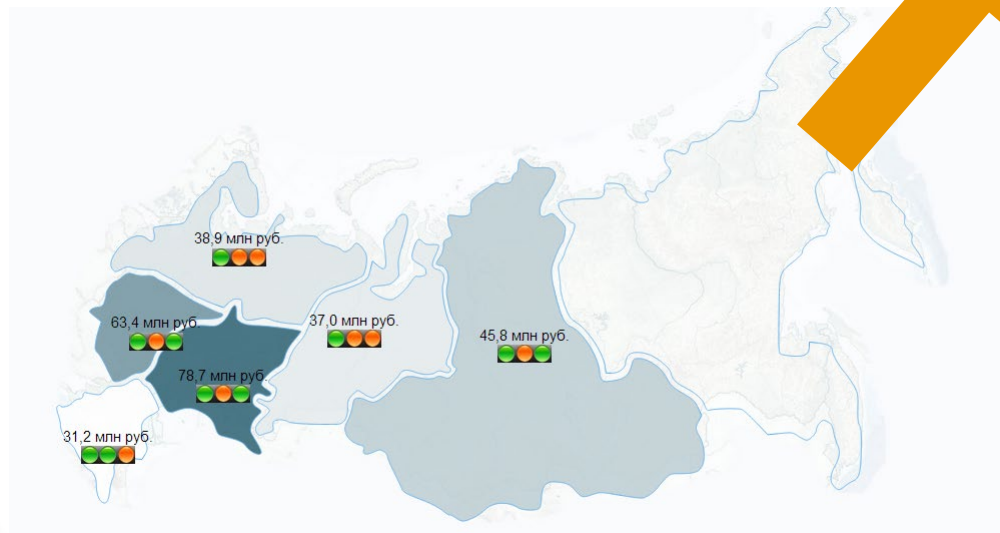 38,9 млн руб.
63,4 млн руб.
37,0 млн руб.
45,8 млн руб.
78,7 млн руб.
31,2 млн руб.